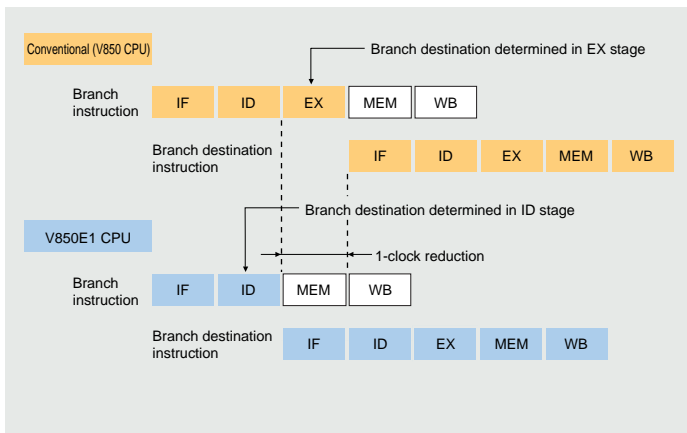 Conventional (V850 CPU)
Branch destination determined in EX stage
Branch
instruction
IF ID EX MEM WB
Branch destination
instruction
IF ID EX MEM WB
Branch destination determined in ID stage
V850E1 CPU
1-clock reduction
Branch
instruction
IF ID MEM WB
Branch destination
instruction
IF ID EX MEM WB